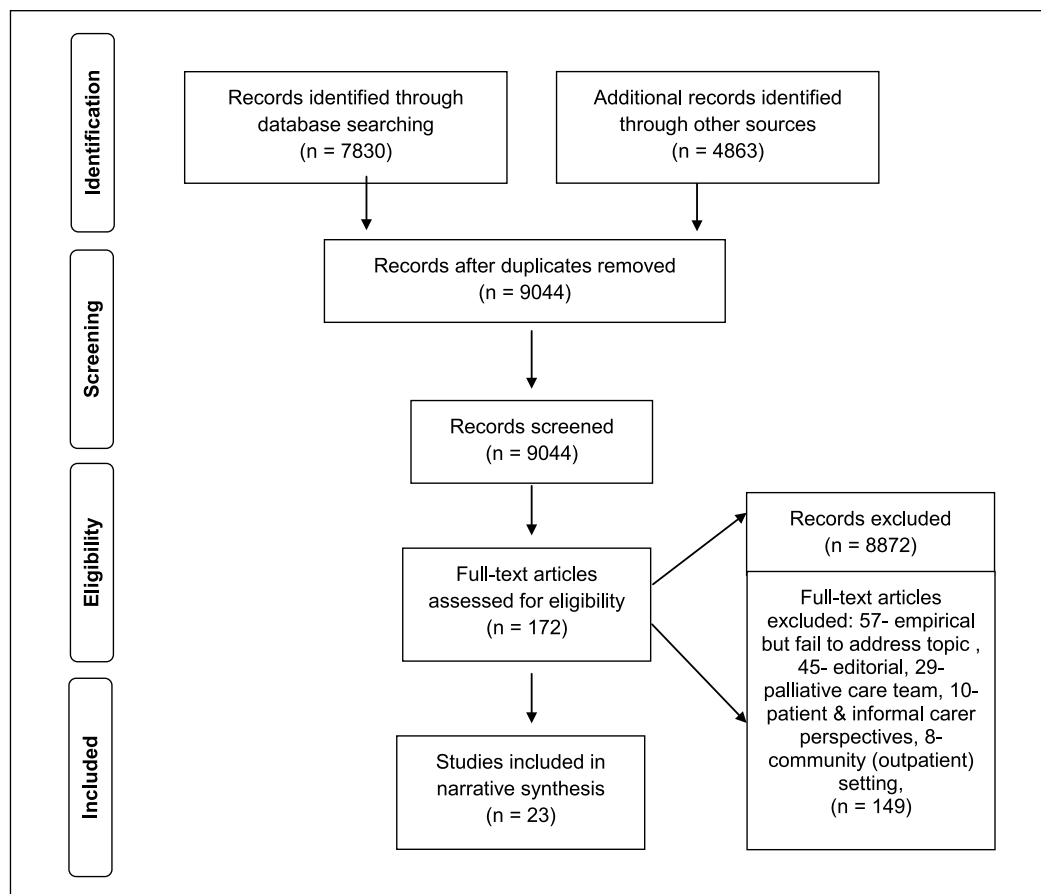 Identification
Records identified through
database searching
(n = 7830)
Additional records identified
through other sources
(n = 4863)
Screening
Records after duplicates removed
(n = 9044)
Records screened
(n = 9044)
Eligibility
Full-text articles
assessed for eligibility
(n = 172)
Records excluded
(n = 8872)
Full-text articles
excluded: 57- empirical
but fail to address topic ,
45- editorial, 29-
palliative care team, 10-
patient & informal carer
perspectives, 8-
community (outpatient)
setting,
(n = 149)
Included
Studies included in
narrative synthesis
(n = 23)